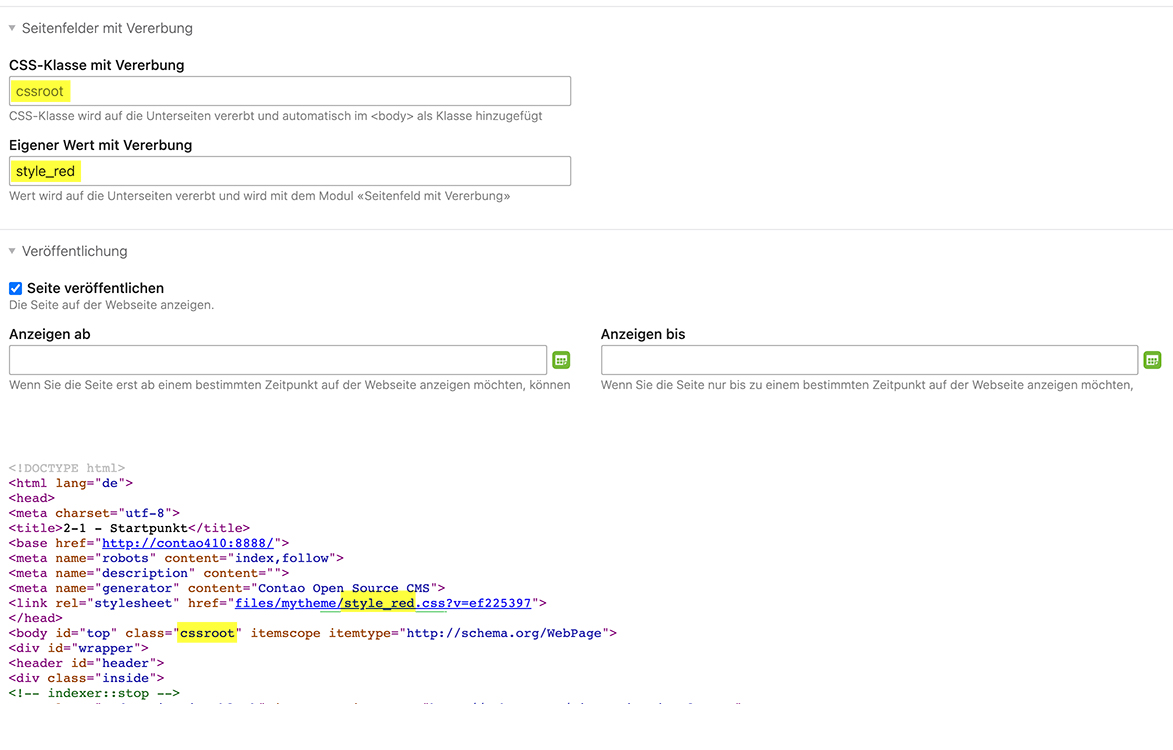 Seitenfelder mit Vererbung
CSS-Klasse mit Vererbung
cssroot
CSS-Klasse wird auf die Unterseiten vererbt und automatisch im <body> als Klasse hinzugefügt
Eigener Wert mit Vererbung
style_red
Wert wird auf die Unterseiten vererbt und wird mit dem Modul «Seitenfeld mit Vererbung»
Veröffentlichung
Seite veröffentlichen
Die Seite auf der Webseite anzeigen.
Anzeigen ab
Wenn Sie die Seite erst ab einem bestimmten Zeitpunkt auf der Webseite anzeigen möchten, können
Anzeigen bis
Wenn Sie die Seite nur bis zu einem bestimmten Zeitpunkt auf der Webseite anzeigen möchten,
<!DOCTYPE html>
<html lang="de">
<head>
<meta charset="utf-8">
<title>2-1 - Startpunkt</title>
<base href="http://contao410:8888/">
<meta name="robots" content="index,follow">
<meta name="description" content="">
<meta name="generator" content="Contao Open Source CMS">
<link rel="stylesheet" href="files/mytheme/style_red.css?v=ef225397">
</head>
<body id="top" class="cssroot" itemscope itemtype="http://schema.org/WebPage">
<div id="wrapper">
<header id="header">
<div class="inside">
<!-- indexer::stop -->